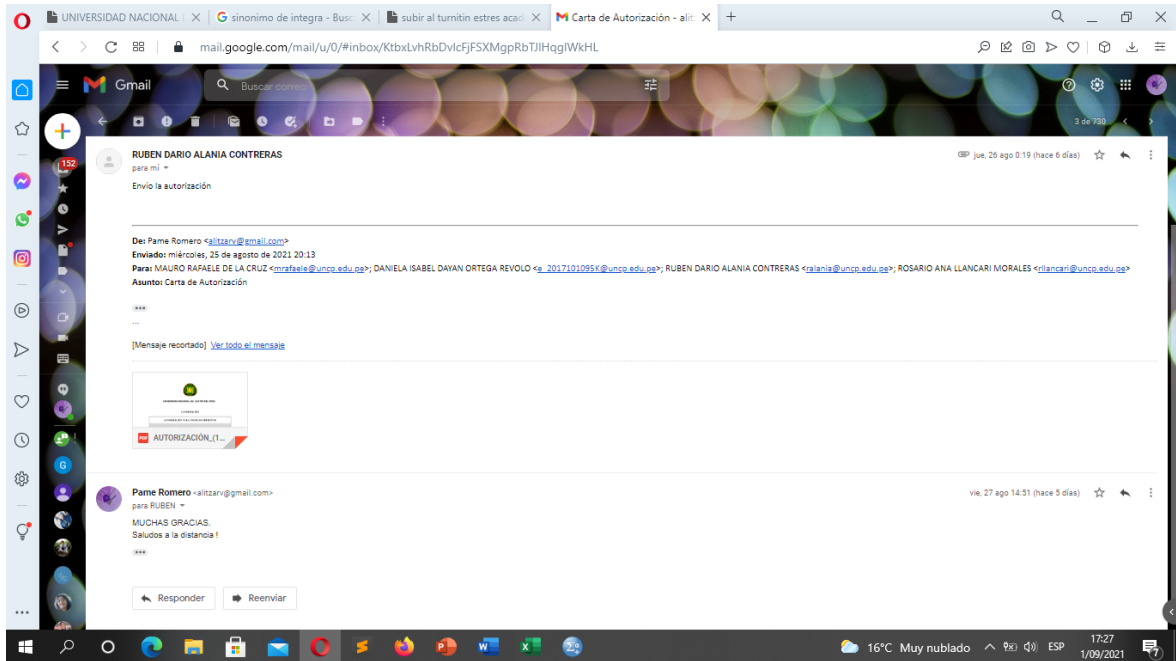 UNIVERSIDAD NACIONAL
sinonimo de integra - Busc
subir al turnitin estres acad
Carta de Autorización - alit
mail.google.com/mail/u/0/#inbox/KtbxLvhRbDvlcFjFSXMgpRbTJlHqglWkHL
Gmail
Buscar correo
3 de 730
152
RUBEN DARIO ALANIA CONTRERAS
jue, 26 ago 0:19 (hace 6 días)
para mí
Envío la autorización
De: Pame Romero <alitzarv@gmail.com>
Enviado: miércoles, 25 de agosto de 2021 20:13
Para: MAURO RAFAELE DE LA CRUZ <mrafaele@uncp.edu.pe>; DANIELA ISABEL DAYAN ORTEGA REVOLO <e_2017101095K@uncp.edu.pe>; RUBEN DARIO ALANIA CONTRERAS <ralania@uncp.edu.pe>; ROSARIO ANA LLANCARI MORALES <rllancari@uncp.edu.pe>
Asunto: Carta de Autorización
...
[Mensaje recortado] Ver todo el mensaje
PDF AUTORIZACIÓN_(1...
Pame Romero <alitzarv@gmail.com>
vie, 27 ago 14:51 (hace 5 días)
para RUBEN
MUCHAS GRACIAS.
Saludos a la distancia !
Responder
Reenviar
G
16°C Muy nublado
ESP
17:27
1/09/2021
7